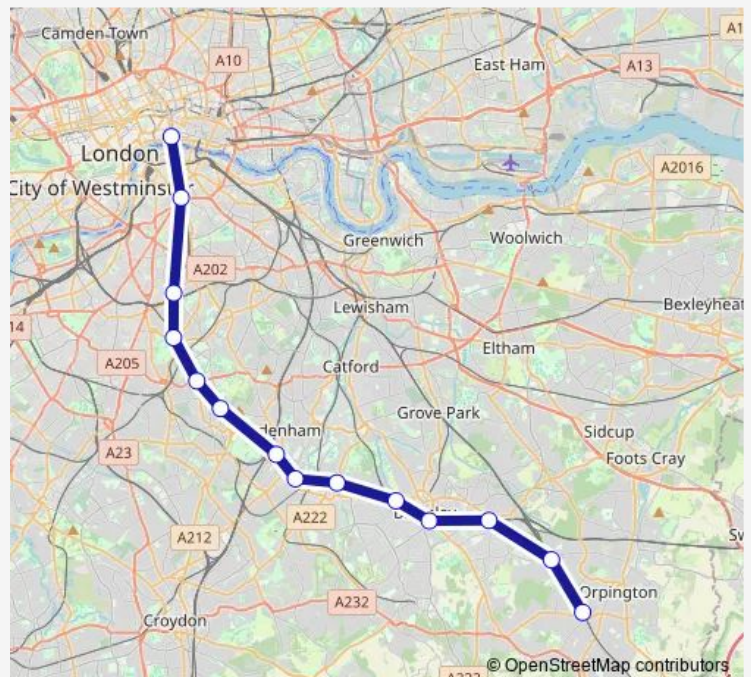 Camden Town
A10
East Ham
A13
A1
London
City of Westminster
A2016
Greenwich
Woolwich
A202
Lewisham
Bexleyheat
14
A205
Catford
Eltham
Grove Park
denham
Sidcup
A23
Foots Cray
A222
A212
Orpington
A232
Croydon
© OpenStreetMap contributors